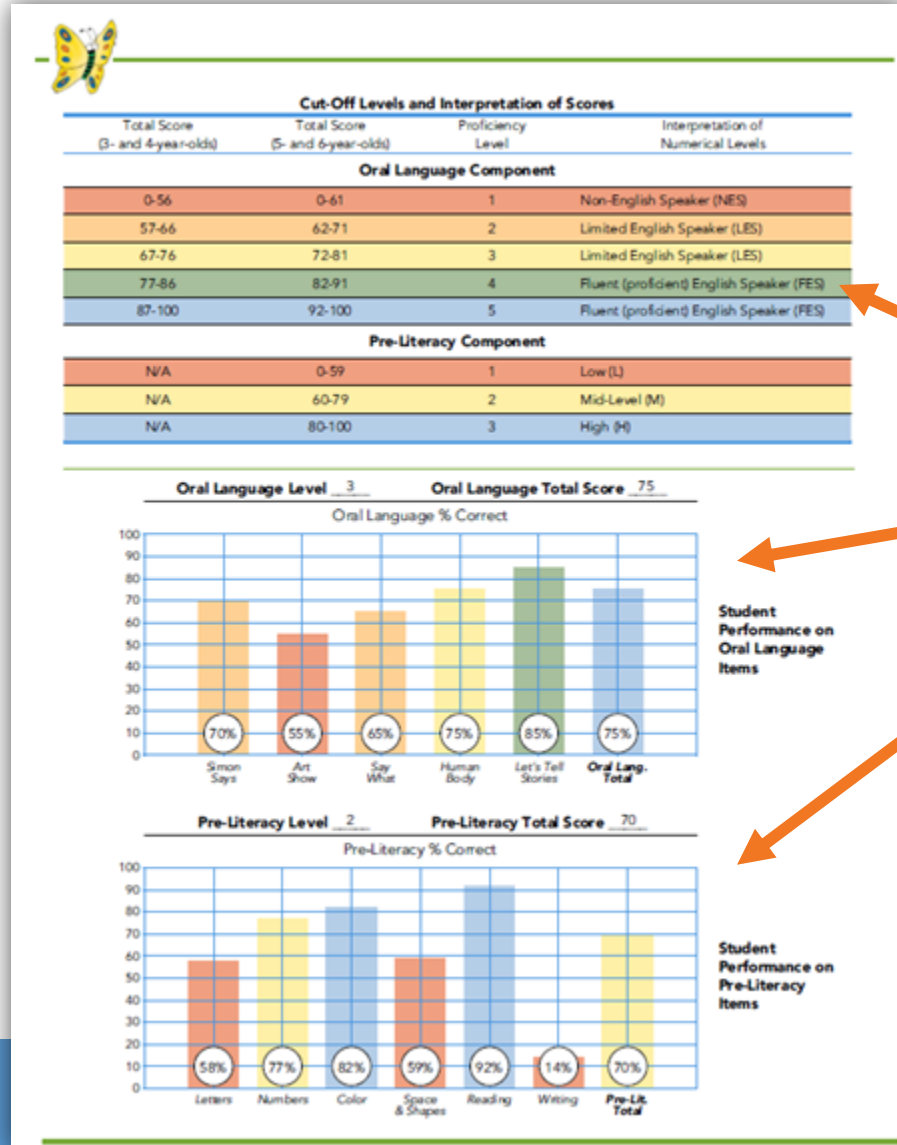 Cut-Off Levels and Interpretation of Scores
Total Score Total Score Proficiency Interpretation of
(3- and 4-year-olds) (5- and 6-year-olds) Level Numerical Levels
Oral Language Component
0-56 0-61 1 Non-English Speaker (NES)
57-66 62-71 2 Limited English Speaker (LES)
67-76 72-81 3 Limited English Speaker (LES)
77-86 82-91 4 Fluent (proficient) English Speaker (FES)
87-100 92-100 5 Fluent (proficient) English Speaker (FES)
Pre-Literacy Component
N/A 0-59 1 Low (L)
N/A 60-79 2 Mid-Level (M)
N/A 80-100 3 High (H)
Oral Language Level 3 Oral Language Total Score 75
Oral Language % Correct
100
90
80
70
60
50
40
30
20
10
0
70% 55% 65% 75% 85% 75%
Simon Art Say Human Let's Tell Oral Lang.
Says Show What Body Stories Total
Student
Performance on
Oral Language
Items
Pre-Literacy Level 2 Pre-Literacy Total Score 70
Pre-Literacy % Correct
100
90
80
70
60
50
40
30
20
10
0
58% 77% 82% 59% 92% 14% 70%
Letters Numbers Color Space Reading Writing Pre-Lit.
& Shapes Total
Student
Performance on
Pre-Literacy
Items